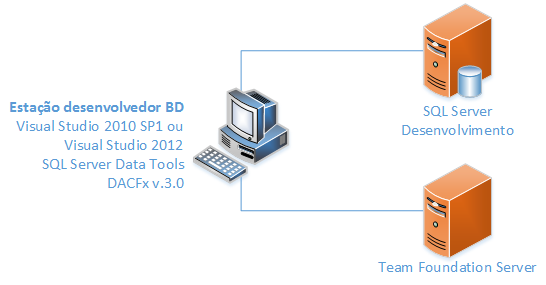 Estação desenvolvedor BD
Visual Studio 2010 SP1 ou
Visual Studio 2012
SQL Server Data Tools
DACFx v.3.0
SQL Server
Desenvolvimento
Team Foundation Server